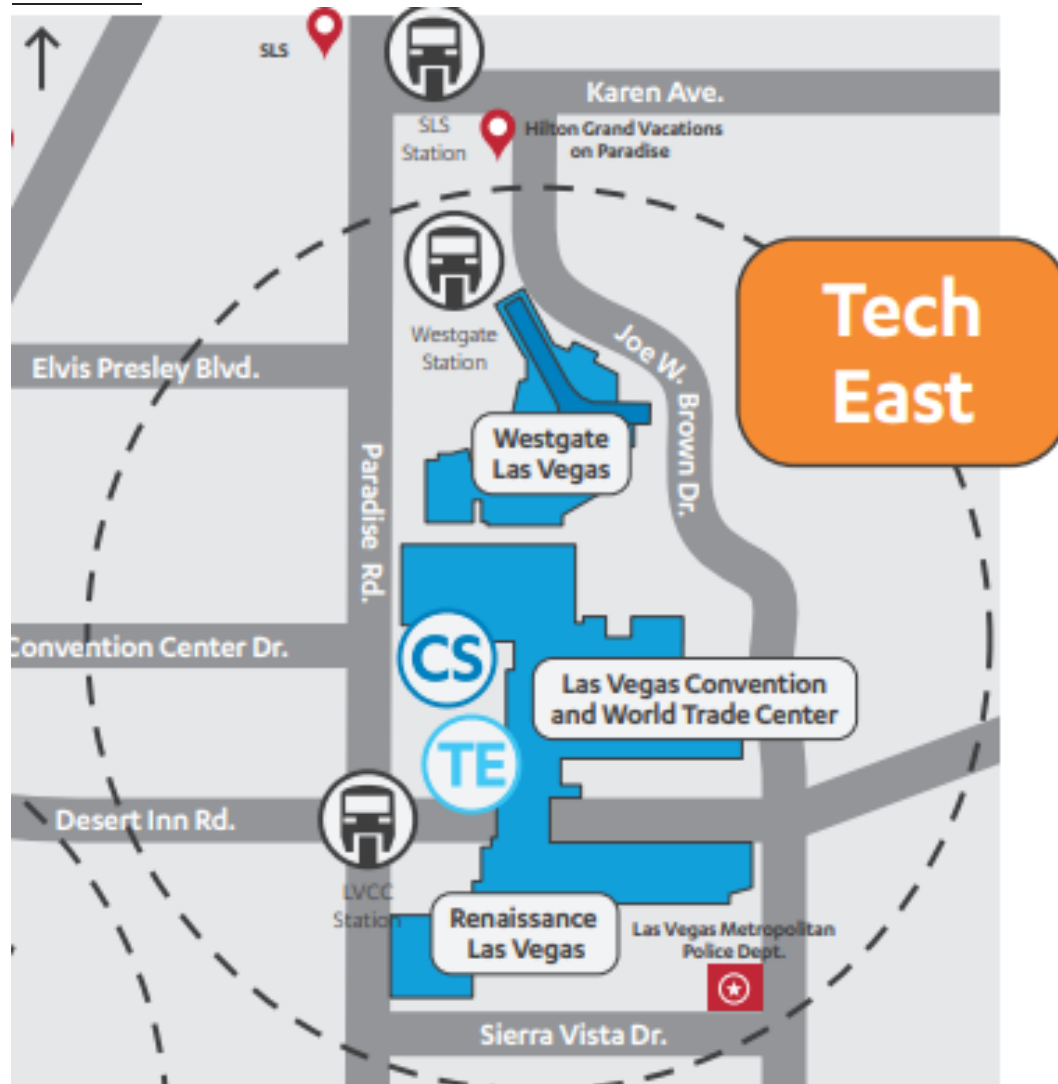 SLS
Karen Ave.
SLS
Station
Hilton Grand Vacations
on Paradise
Westgate
Station
Tech
East
Joe W. Brown Dr.
Elvis Presley Blvd.
Westgate
Las Vegas
Paradise Rd.
Convention Center Dr.
CS
Las Vegas Convention
and World Trade Center
TE
Desert Inn Rd.
LVCC
Station
Renaissance
Las Vegas
Las Vegas Metropolitan
Police Dept.
Sierra Vista Dr.